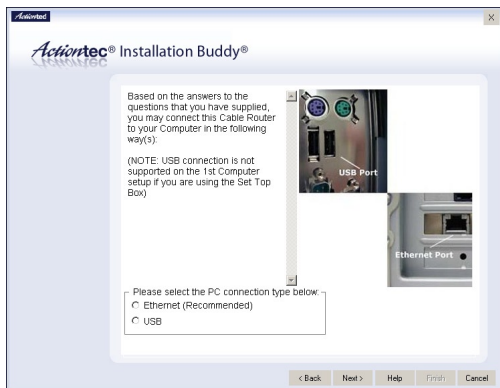 Actiontec
X
Actiontec® Installation Buddy®
Based on the answers to the
questions that you have supplied,
you may connect this Cable Router
to your Computer in the following
way(s):
(NOTE: USB connection is not
supported on the 1st Computer
setup if you are using the Set Top
Box)
USB Port
Ethernet Port
Please select the PC connection type below:
Ethernet (Recommended)
USB
< Back Next > Help Finish Cancel